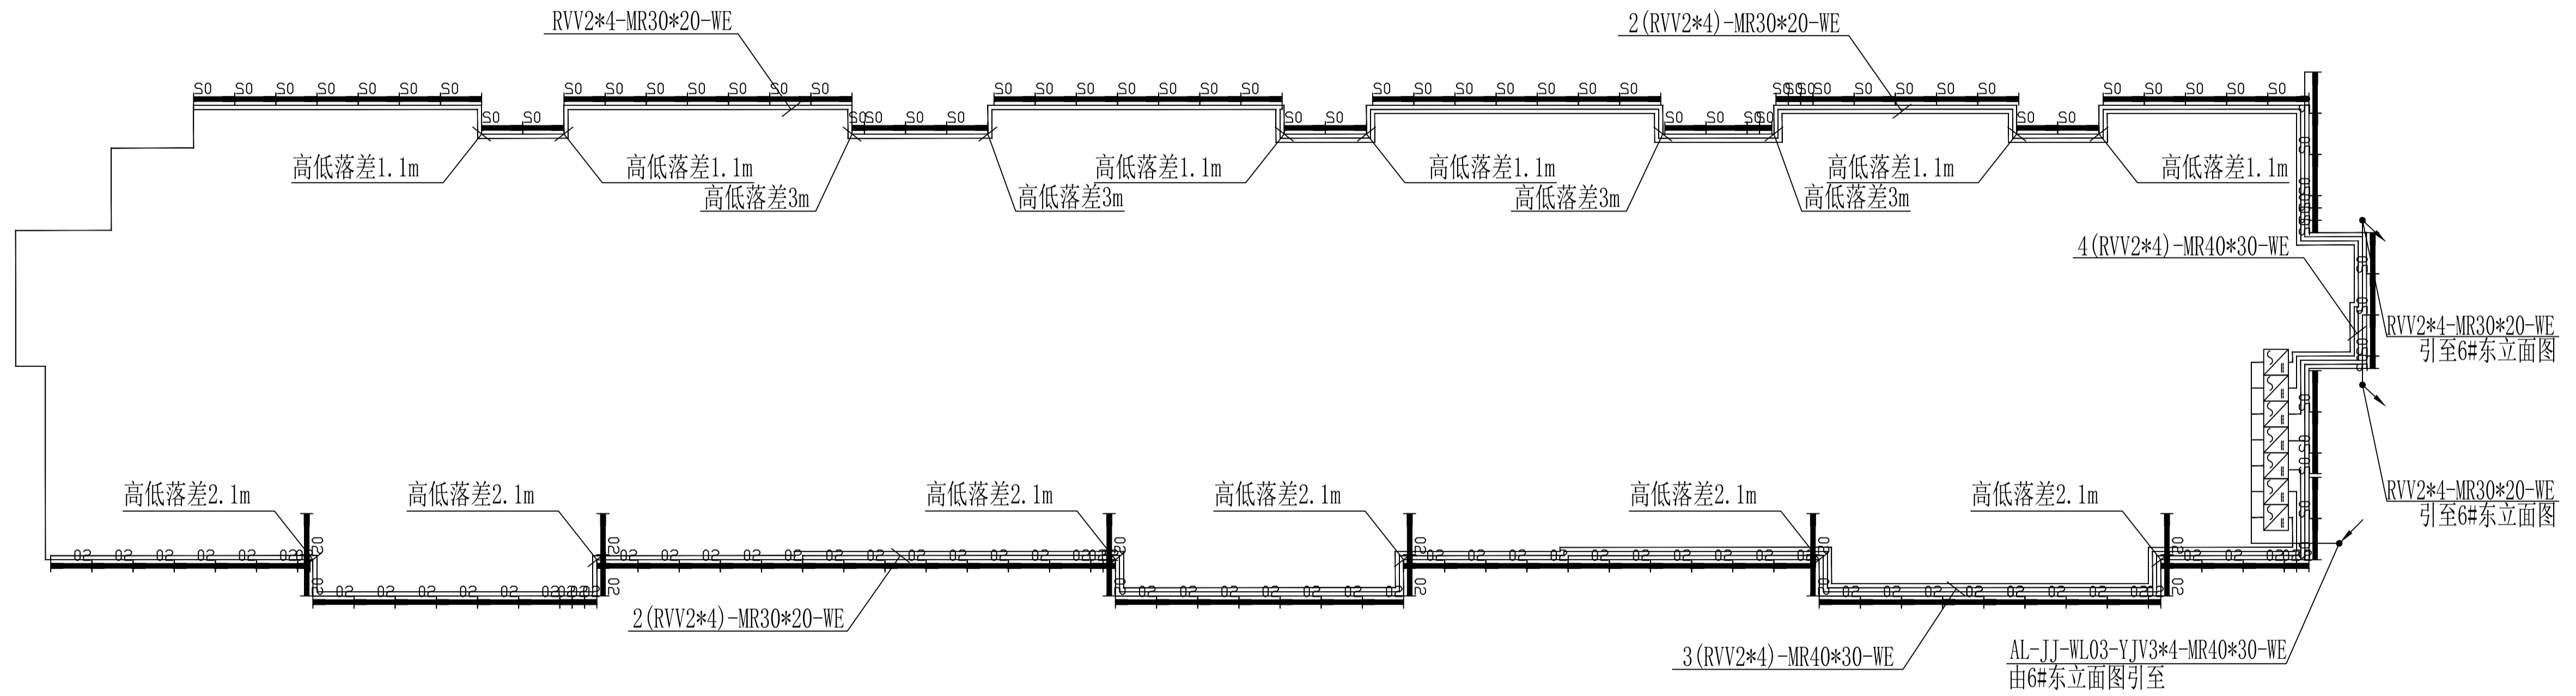 RVV2*4-MR30*20-WE
2(RVV2*4)-MR30*20-WE
高低落差1.1m
高低落差1.1m
高低落差1.1m
高低落差1.1m
高低落差1.1m
高低落差1.1m
高低落差3m
高低落差3m
高低落差3m
高低落差3m
4(RVV2*4)-MR40*30-WE
RVV2*4-MR30*20-WE
引至6#东立面图
RVV2*4-MR30*20-WE
引至6#东立面图
高低落差2.1m
高低落差2.1m
高低落差2.1m
高低落差2.1m
高低落差2.1m
高低落差2.1m
2(RVV2*4)-MR30*20-WE
3(RVV2*4)-MR40*30-WE
AL-JJ-WL03-YJV3*4-MR40*30-WE
由6#东立面图引至